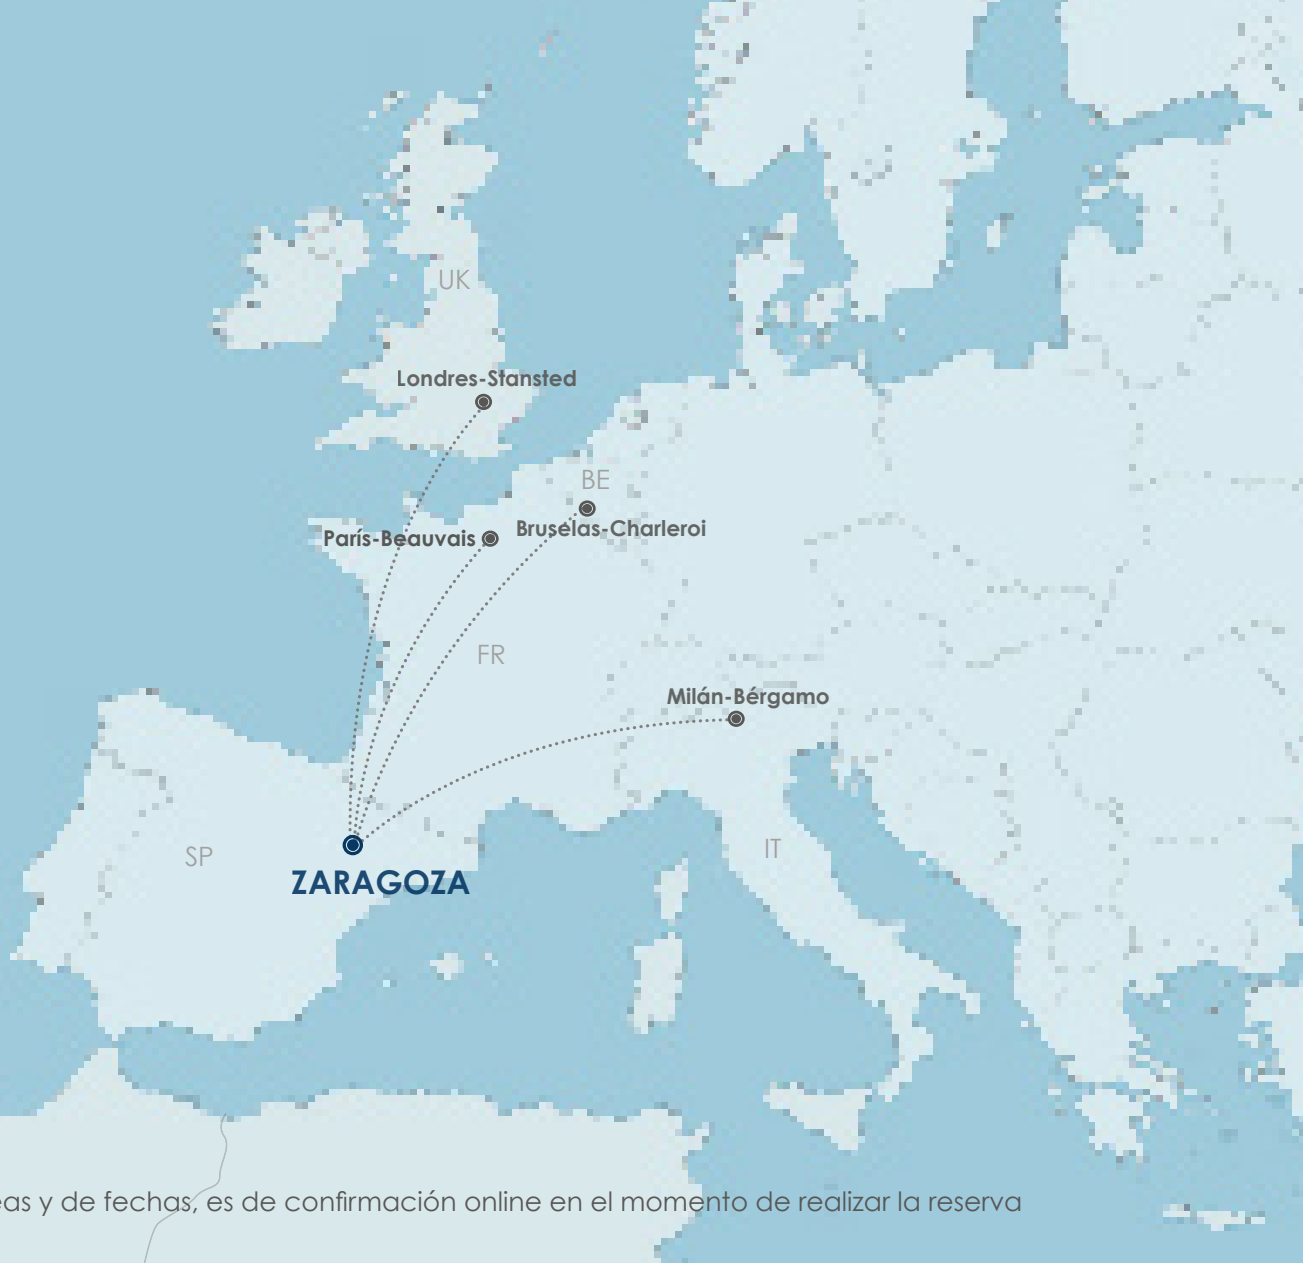 UK
Londres-Stansted
BE
Bruselas-Charleroi
París-Beauvais
FR
Milán-Bérgamo
SP
IT
ZARAGOZA
y de fechas, es de confirmación online en el momento de realizar la reserva